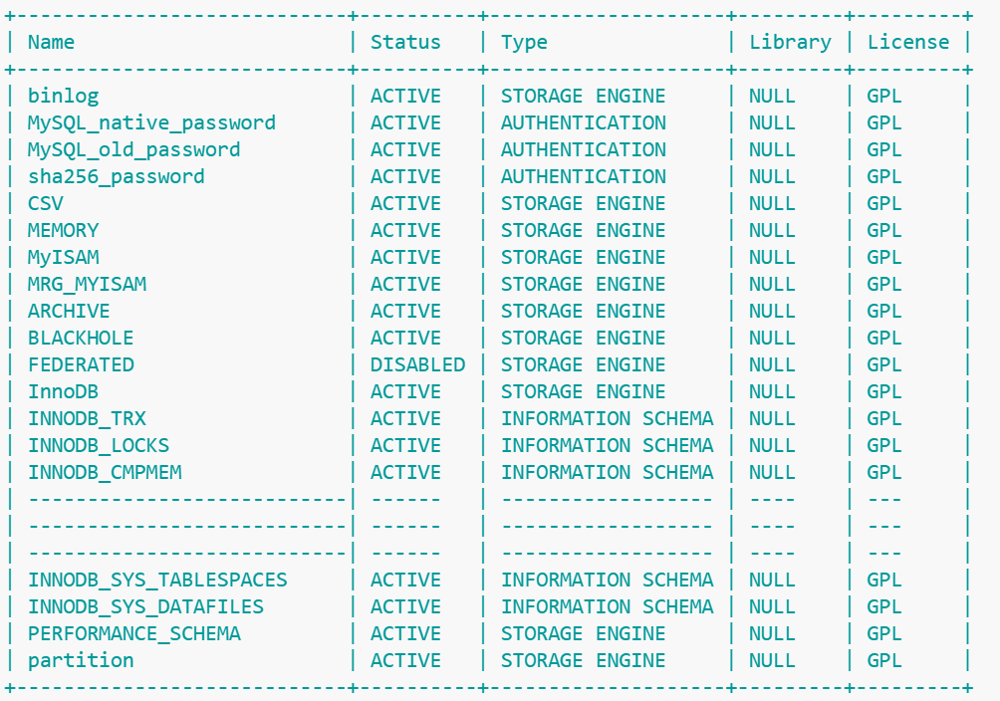 +----------------------------+----------+--------------------+---------+---------+
| Name                       | Status   | Type               | Library | License |
+----------------------------+----------+--------------------+---------+---------+
| binlog                     | ACTIVE   | STORAGE ENGINE     | NULL    | GPL     |
| MySQL_native_password      | ACTIVE   | AUTHENTICATION     | NULL    | GPL     |
| MySQL_old_password         | ACTIVE   | AUTHENTICATION     | NULL    | GPL     |
| sha256_password            | ACTIVE   | AUTHENTICATION     | NULL    | GPL     |
| CSV                        | ACTIVE   | STORAGE ENGINE     | NULL    | GPL     |
| MEMORY                     | ACTIVE   | STORAGE ENGINE     | NULL    | GPL     |
| MyISAM                     | ACTIVE   | STORAGE ENGINE     | NULL    | GPL     |
| MRG_MYISAM                 | ACTIVE   | STORAGE ENGINE     | NULL    | GPL     |
| ARCHIVE                    | ACTIVE   | STORAGE ENGINE     | NULL    | GPL     |
| BLACKHOLE                  | ACTIVE   | STORAGE ENGINE     | NULL    | GPL     |
| FEDERATED                  | DISABLED | STORAGE ENGINE     | NULL    | GPL     |
| InnoDB                     | ACTIVE   | STORAGE ENGINE     | NULL    | GPL     |
| INNODB_TRX                 | ACTIVE   | INFORMATION SCHEMA | NULL    | GPL     |
| INNODB_LOCKS               | ACTIVE   | INFORMATION SCHEMA | NULL    | GPL     |
| INNODB_CMPMEM              | ACTIVE   | INFORMATION SCHEMA | NULL    | GPL     |
| ---------------------------| ------   | ------------------ | ----    | ---     |
| ---------------------------| ------   | ------------------ | ----    | ---     |
| ---------------------------| ------   | ------------------ | ----    | ---     |
| INNODB_SYS_TABLESPACES     | ACTIVE   | INFORMATION SCHEMA | NULL    | GPL     |
| INNODB_SYS_DATAFILES       | ACTIVE   | INFORMATION SCHEMA | NULL    | GPL     |
| PERFORMANCE_SCHEMA         | ACTIVE   | STORAGE ENGINE     | NULL    | GPL     |
| partition                  | ACTIVE   | STORAGE ENGINE     | NULL    | GPL     |
+----------------------------+----------+--------------------+---------+---------+